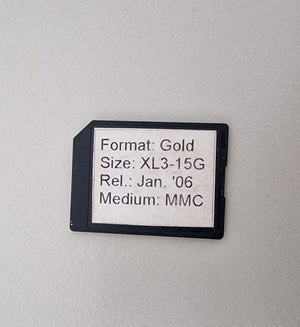 Format: Gold
Size: XL3-15G
Rel.: Jan. '06
Medium: MMC